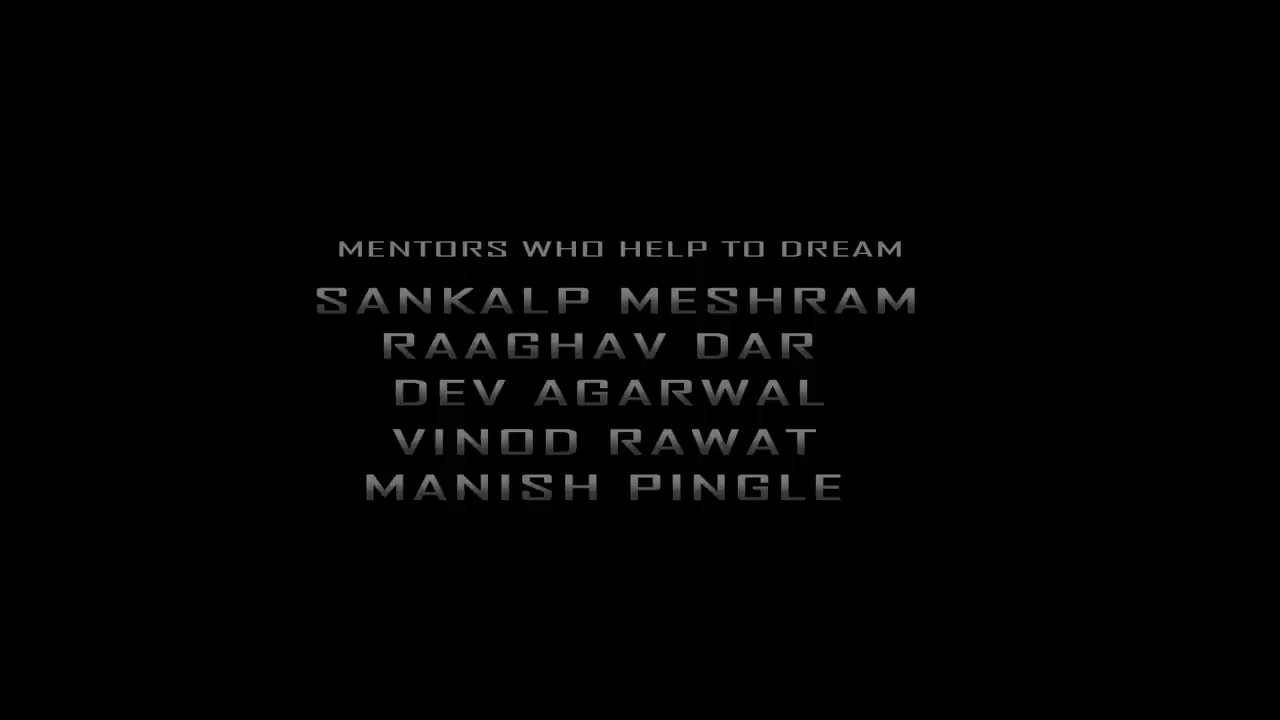 MENTORS WHO HELP TO DREAM
SANKALP MESHRAM
RAAGHAV DAR
DEV AGARWAL
VINOD RAWAT
MANISH PINGLE